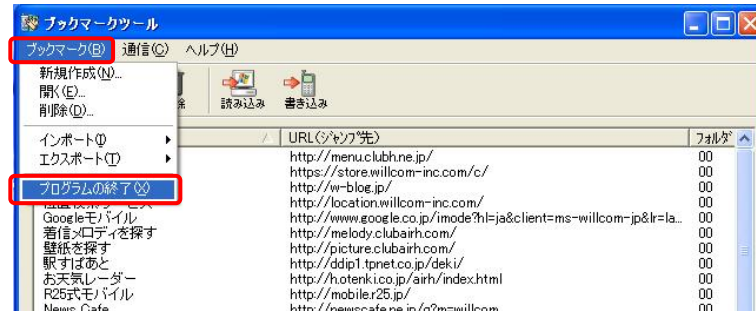 ブックマークツール
ブックマーク(B) 通信(C) ヘルプ(H)
新規作成(N)...
開く(E)...
削除(D)...
インポート(I)
エクスポート(T)
プログラムの終了(X)
読み込み 書き込み
URL(ジャンプ先) フォルダ
http://menu.clubh.ne.jp/ 00
https://store.willcom-inc.com/c/ 00
http://w-blog.jp/ 00
http://location.willcom-inc.com/ 00
Googleモバイル http://www.google.co.jp/imode?hl=ja&client=ms-willcom-jp&lr=la... 00
着信メロディを探す http://melody.clubairh.com/ 00
壁紙を探す http://picture.clubairh.com/ 00
駅すぱあと http://ddip1.tpnet.co.jp/deki/ 00
お天気レーダー http://h.otenki.co.jp/airh/index.html 00
R25式モバイル http://mobile.r25.jp/ 00
News Cafe http://newscafe.ne.jp/g?m=willcom 00